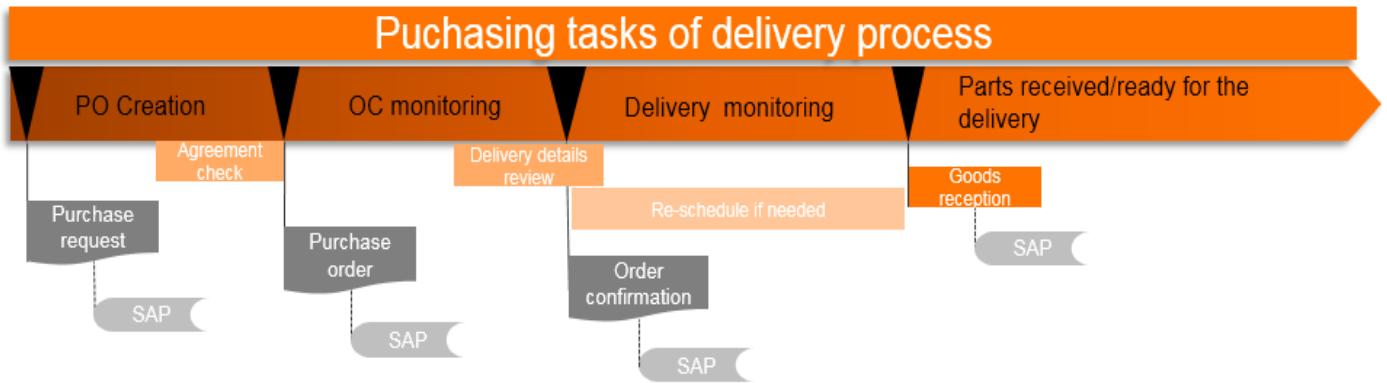 Puchasing tasks of delivery process
PO Creation
OC monitoring
Delivery monitoring
Parts received/ready for the
delivery
Agreement
check
Delivery details
review
Goods
reception
Re-schedule if needed
Purchase
request
Purchase
order
Order
confirmation
SAP
SAP
SAP
SAP